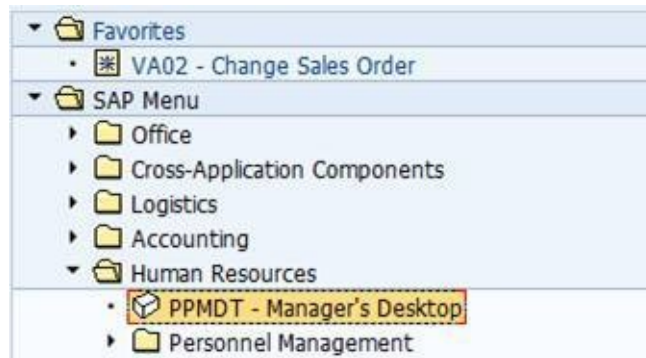 Favorites
VA02 - Change Sales Order
SAP Menu
Office
Cross-Application Components
Logistics
Accounting
Human Resources
PPMDT - Manager's Desktop
Personnel Management